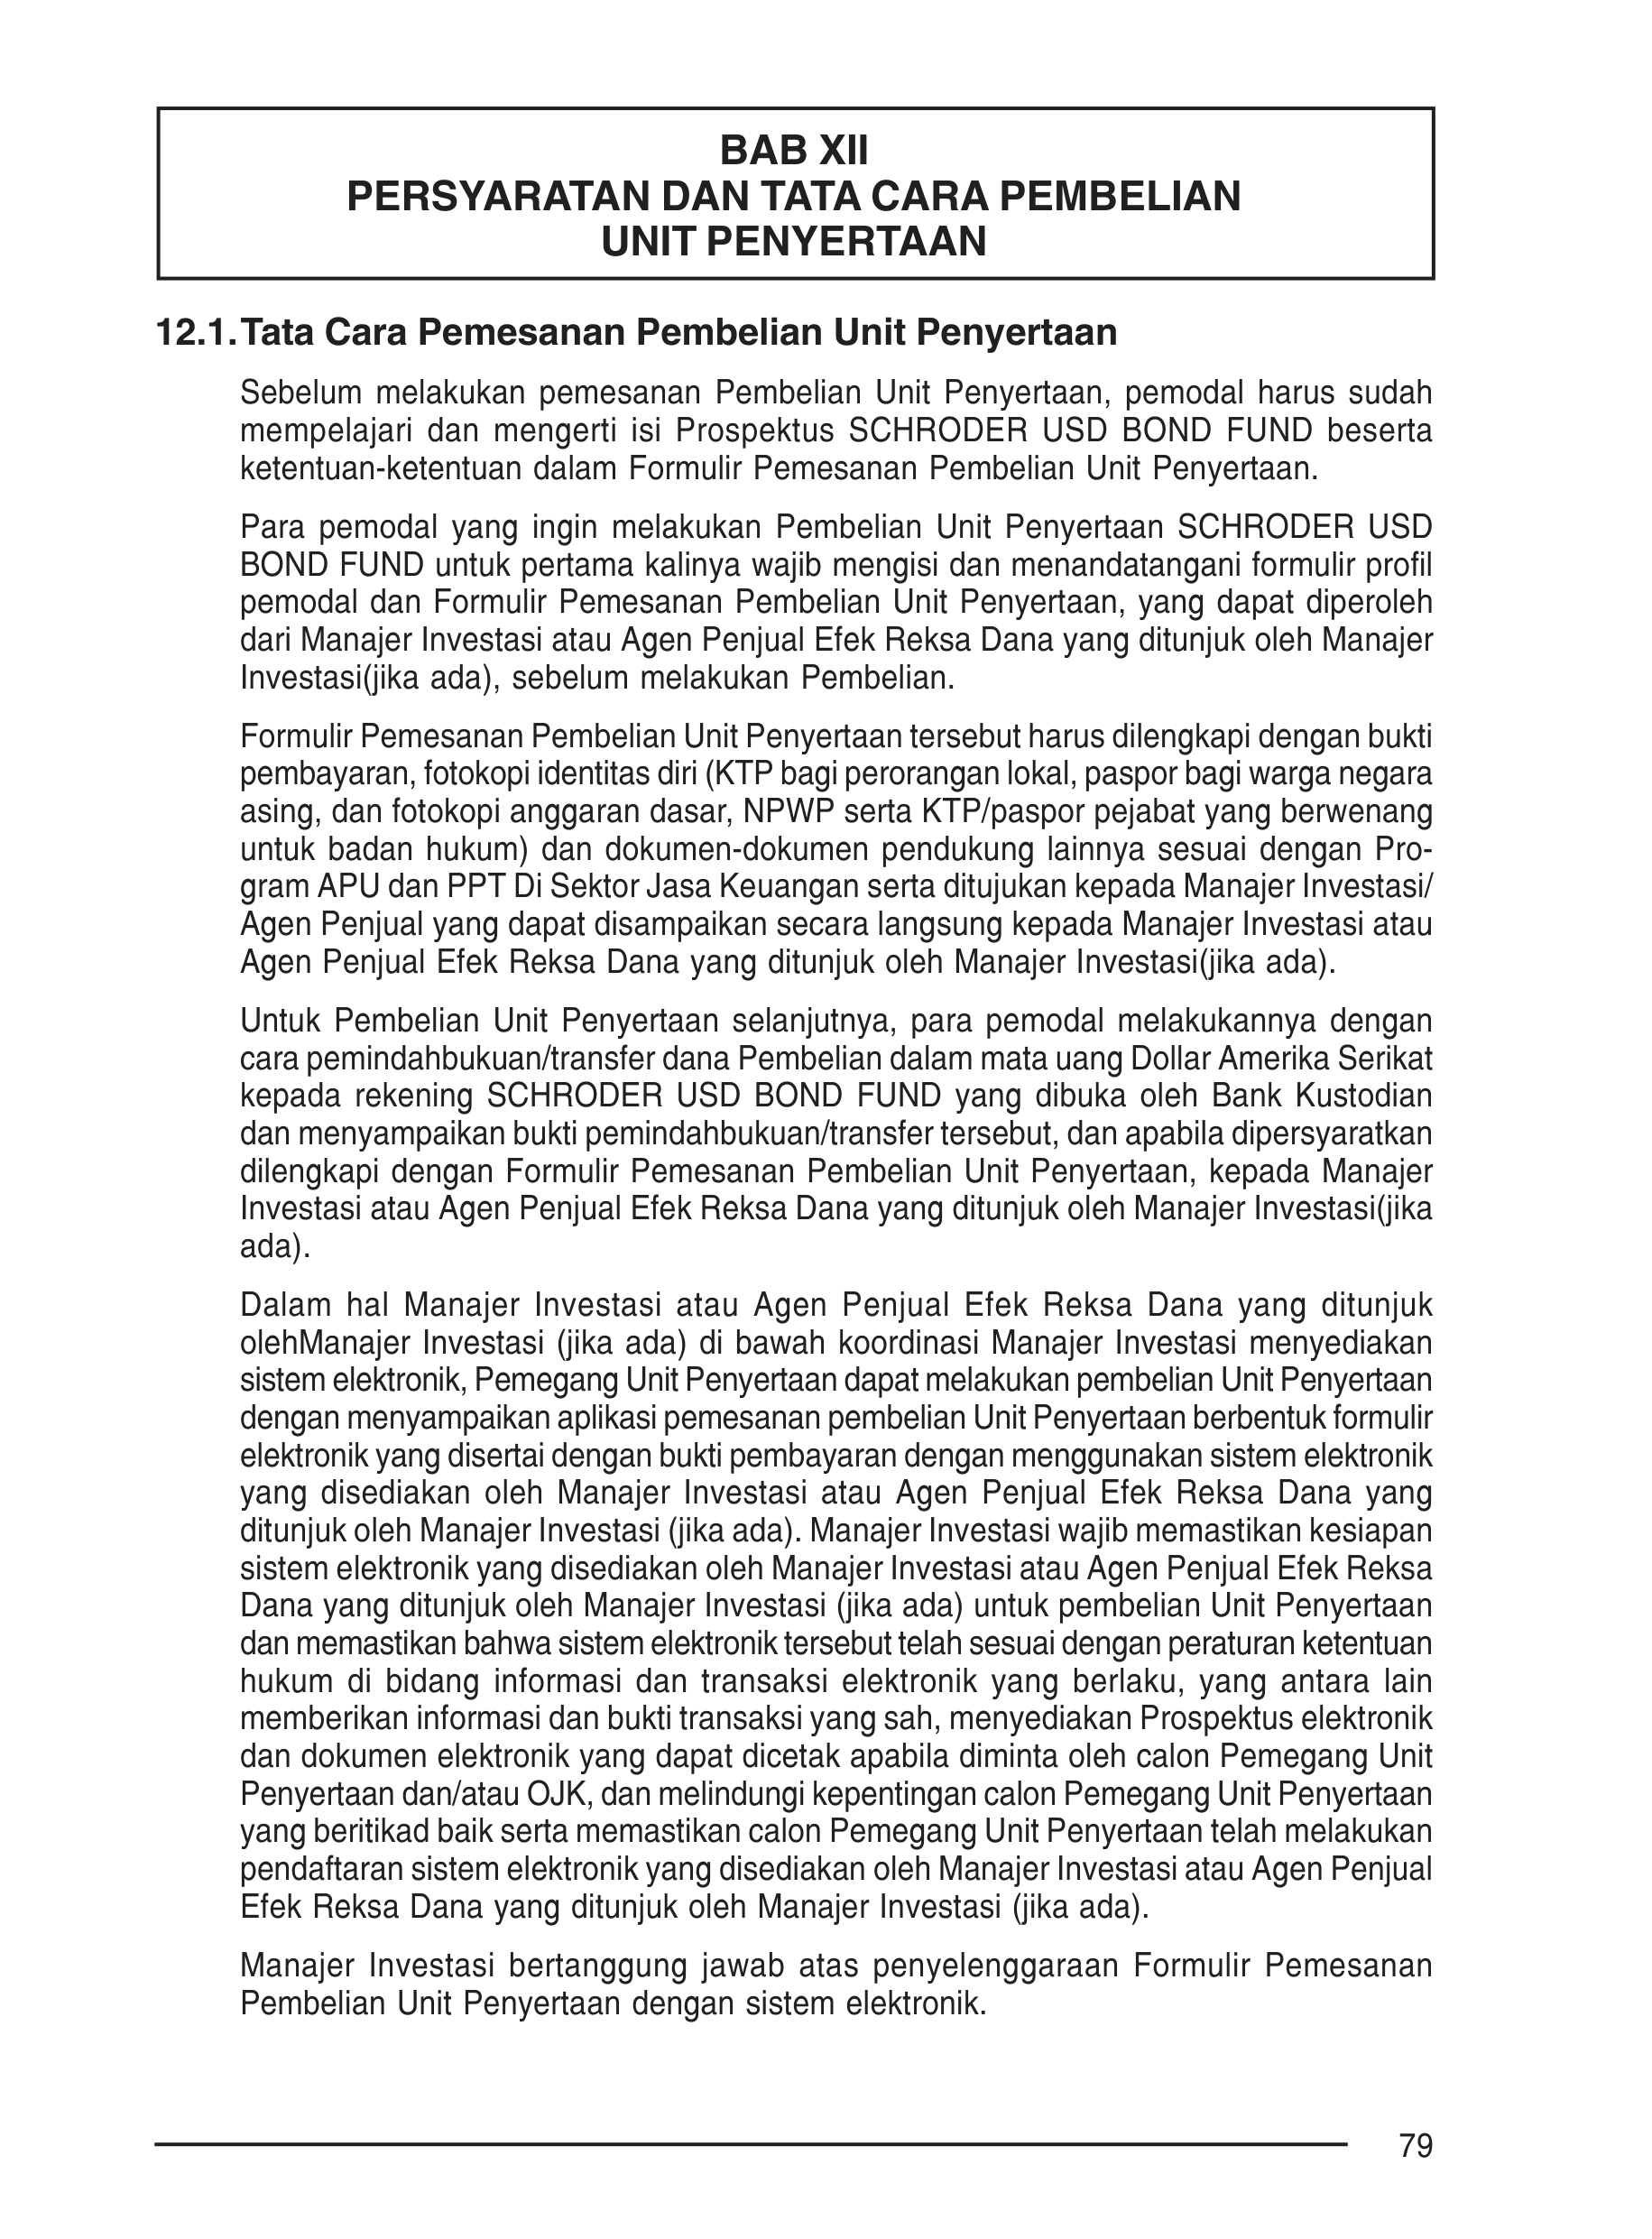 BAB XII
PERSYARATAN DAN TATA CARA PEMBELIAN
UNIT PENYERTAAN
12.1. Tata Cara Pemesanan Pembelian Unit Penyertaan
Sebelum melakukan pemesanan Pembelian Unit Penyertaan, pemodal harus sudah
mempelajari dan mengerti isi Prospektus SCHRODER USD BOND FUND beserta
ketentuan-ketentuan dalam Formulir Pemesanan Pembelian Unit Penyertaan.
Para pemodal yang ingin melakukan Pembelian Unit Penyertaan SCHRODER USD
BOND FUND untuk pertama kalinya wajib mengisi dan menandatangani formulir profil
pemodal dan Formulir Pemesanan Pembelian Unit Penyertaan, yang dapat diperoleh
dari Manajer Investasi atau Agen Penjual Efek Reksa Dana yang ditunjuk oleh Manajer
Investasi(jika ada), sebelum melakukan Pembelian.
Formulir Pemesanan Pembelian Unit Penyertaan tersebut harus dilengkapi dengan bukti
pembayaran, fotokopi identitas diri (KTP bagi perorangan lokal, paspor bagi warga negara
asing, dan fotokopi anggaran dasar, NPWP serta KTP/paspor pejabat yang berwenang
untuk badan hukum) dan dokumen-dokumen pendukung lainnya sesuai dengan Pro-
gram APU dan PPT Di Sektor Jasa Keuangan serta ditujukan kepada Manajer Investasi/
Agen Penjual yang dapat disampaikan secara langsung kepada Manajer Investasi atau
Agen Penjual Efek Reksa Dana yang ditunjuk oleh Manajer Investasi(jika ada).
Untuk Pembelian Unit Penyertaan selanjutnya, para pemodal melakukannya dengan
cara pemindahbukuan/transfer dana Pembelian dalam mata uang Dollar Amerika Serikat
kepada rekening SCHRODER USD BOND FUND yang dibuka oleh Bank Kustodian
dan menyampaikan bukti pemindahbukuan/transfer tersebut, dan apabila dipersyaratkan
dilengkapi dengan Formulir Pemesanan Pembelian Unit Penyertaan, kepada Manajer
Investasi atau Agen Penjual Efek Reksa Dana yang ditunjuk oleh Manajer Investasi(jika
ada).
Dalam hal Manajer Investasi atau Agen Penjual Efek Reksa Dana yang ditunjuk
olehManajer Investasi (jika ada) di bawah koordinasi Manajer Investasi menyediakan
sistem elektronik, Pemegang Unit Penyertaan dapat melakukan pembelian Unit Penyertaan
dengan menyampaikan aplikasi pemesanan pembelian Unit Penyertaan berbentuk formulir
elektronik yang disertai dengan bukti pembayaran dengan menggunakan sistem elektronik
yang disediakan oleh Manajer Investasi atau Agen Penjual Efek Reksa Dana yang
ditunjuk oleh Manajer Investasi (jika ada). Manajer Investasi wajib memastikan kesiapan
sistem elektronik yang disediakan oleh Manajer Investasi atau Agen Penjual Efek Reksa
Dana yang ditunjuk oleh Manajer Investasi (jika ada) untuk pembelian Unit Penyertaan
dan memastikan bahwa sistem elektronik tersebut telah sesuai dengan peraturan ketentuan
hukum di bidang informasi dan transaksi elektronik yang berlaku, yang antara lain
memberikan informasi dan bukti transaksi yang sah, menyediakan Prospektus elektronik
dan dokumen elektronik yang dapat dicetak apabila diminta oleh calon Pemegang Unit
Penyertaan dan/atau OJK, dan melindungi kepentingan calon Pemegang Unit Penyertaan
yang beritikad baik serta memastikan calon Pemegang Unit Penyertaan telah melakukan
pendaftaran sistem elektronik yang disediakan oleh Manajer Investasi atau Agen Penjual
Efek Reksa Dana yang ditunjuk oleh Manajer Investasi (jika ada).
Manajer Investasi bertanggung jawab atas penyelenggaraan Formulir Pemesanan
Pembelian Unit Penyertaan dengan sistem elektronik.
79